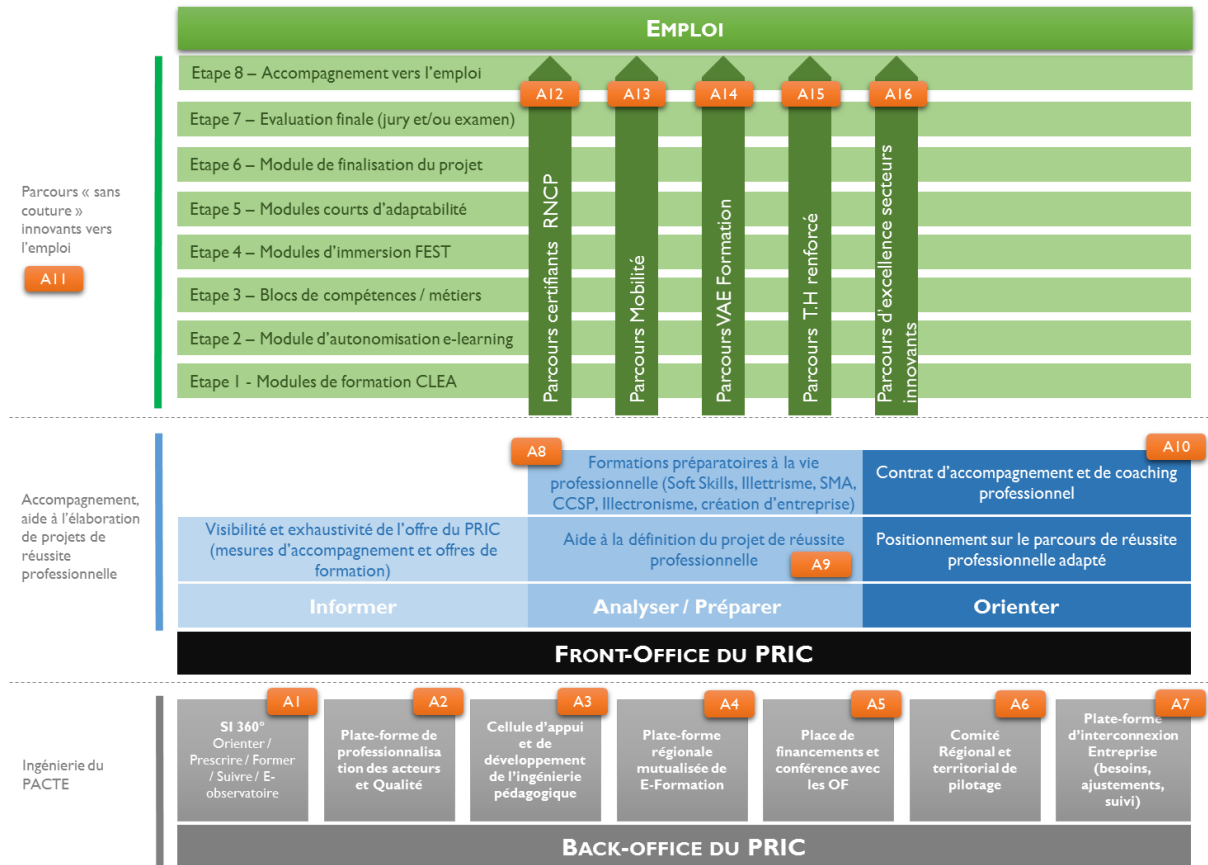 EMPLOI
Etape 8 – Accompagnement vers l'emploi
A12
A13
A14
A15
A16
Etape 7 – Evaluation finale (jury et/ou examen)
Etape 6 – Module de finalisation du projet
Etape 5 – Modules courts d'adaptabilité
Etape 4 – Modules d'immersion FEST
Etape 3 – Blocs de compétences / métiers
Etape 2 – Module d'autonomisation e-learning
Etape 1 - Modules de formation CLEA
Parcours certifiants RNCP
Parcours Mobilité
Parcours VAE Formation
Parcours T.H renforcé
Parcours d'excellence secteurs
innovants
Parcours « sans
couture »
innovants vers
l'emploi
A11
Accompagnement,
aide à l'élaboration
de projets de
réussite
professionnelle
A8
Formations préparatoires à la vie
professionnelle (Soft Skills, Illettrisme, SMA,
CCSP, Illectronisme, création d'entreprise)
A10
Contrat d'accompagnement et de coaching
professionnel
Visibilité et exhaustivité de l'offre du PRIC
(mesures d'accompagnement et offres de
formation)
Aide à la définition du projet de réussite
professionnelle
A9
Positionnement sur le parcours de réussite
professionnelle adapté
Informer
Analyser / Préparer
Orienter
FRONT-OFFICE DU PRIC
Ingénierie du
PACTE
A1
SI 360°
Orienter /
Prescrire / Former
/ Suivre / E-
observatoire
A2
Plate-forme de
professionnalisa
tion des acteurs
et Qualité
A3
Cellule d'appui
et de
développement
de l'ingénierie
pédagogique
A4
Plate-forme
régionale
mutualisée de
E-Formation
A5
Place de
financements et
conférence avec
les OF
A6
Comité
Régional et
territorial de
pilotage
A7
Plate-forme
d'interconnexion
Entreprise
(besoins,
ajustements,
suivi)
BACK-OFFICE DU PRIC